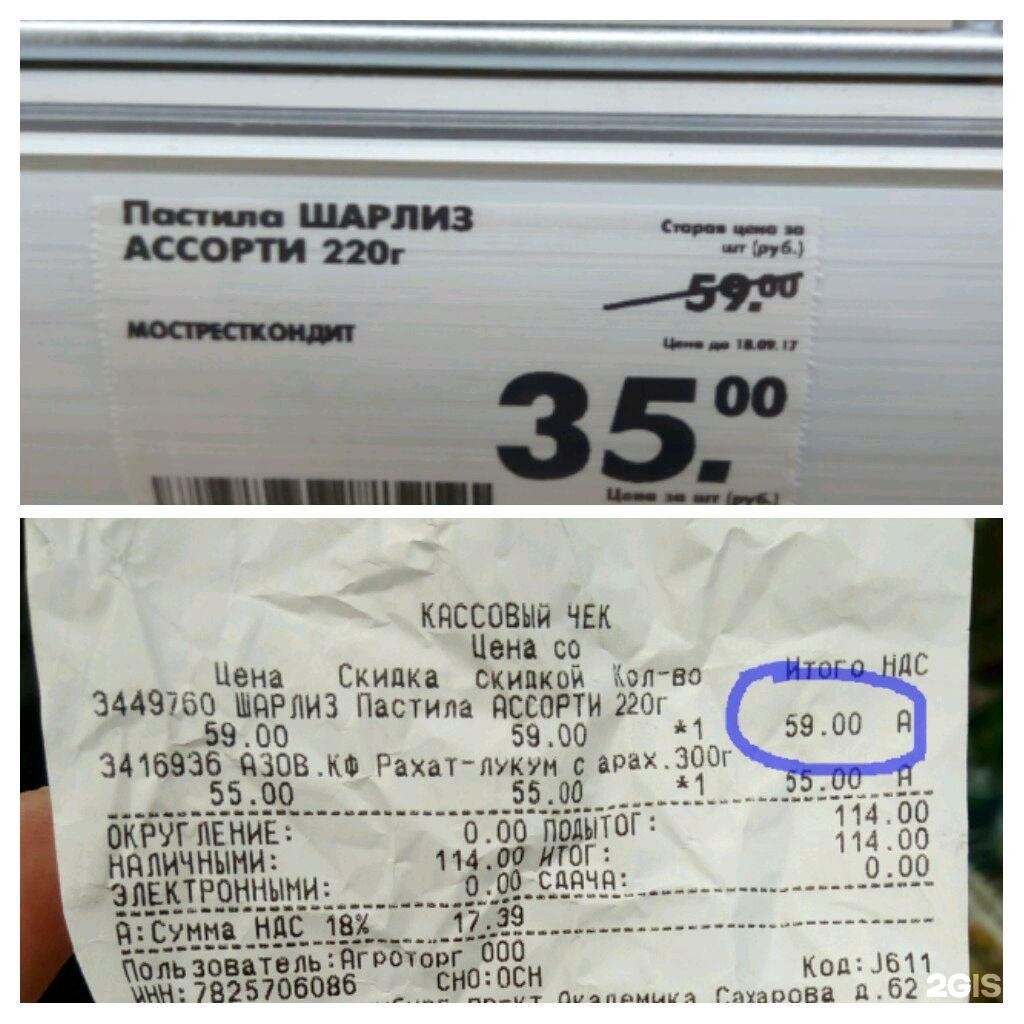 Пастила ШАРЛИЗ
АССОРТИ 220г
Старая цена за
шт (руб.)
59.00
МОСТРЕСТКОНДИТ
Цена до 18.09.17
35.00
Цена за шт (руб.)
КАССОВЫЙ ЧЕК
Цена со
Цена Скидка скидкой Кол-во Итого НДС
3449760 ШАРЛИЗ Пастила АССОРТИ 220г
59.00 59.00 *1 59.00 А
3416936 АЗОВ.КФ Рахат-лукум с арах.300г
55.00 55.00 *1 55.00 А
ОКРУГЛЕНИЕ: 0.00 ПОДЫТОГ: 114.00
НАЛИЧНЫМИ: 114.00 ИТОГ: 114.00
ЭЛЕКТРОННЫМИ: 0.00 СДАЧА: 0.00
А:Сумма НДС 18% 17.39
Пользователь:Агроторг ООО Код:J611
ИНН:7825706086 СНО:ОСН
Академика Сахарова д.62
2GIS